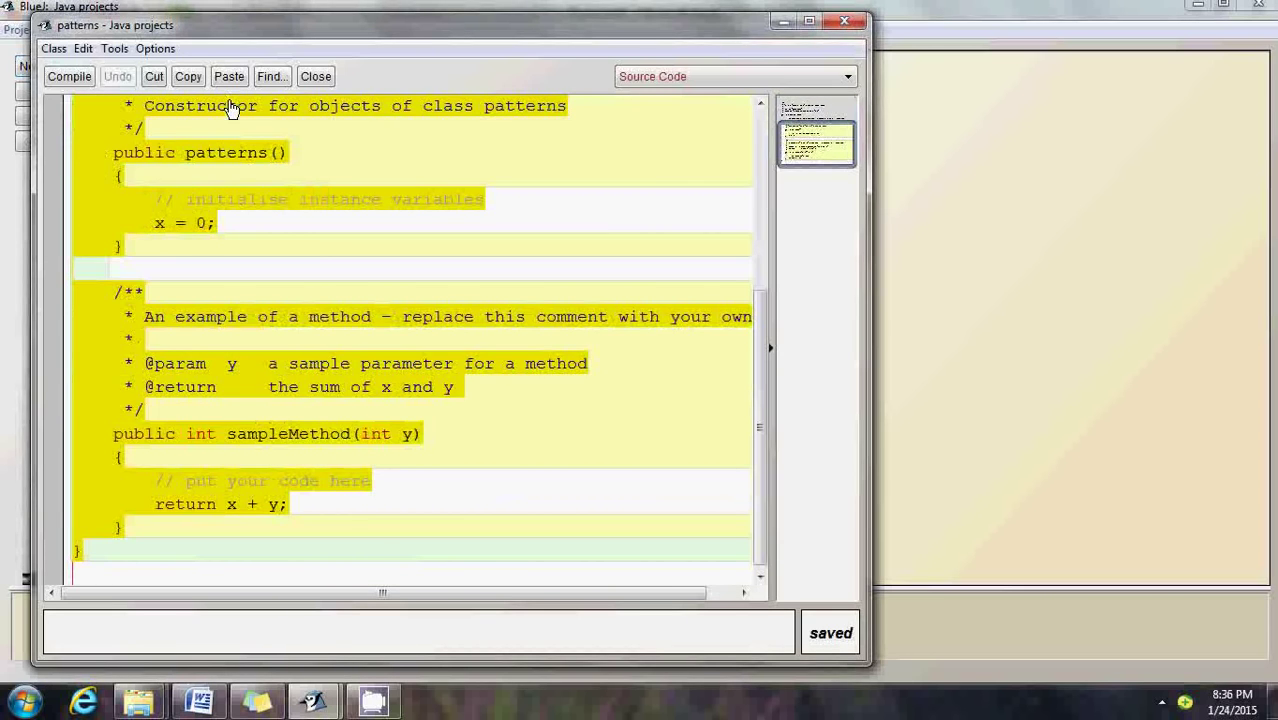 BlueJ: Java projects
patterns - Java projects
Class Edit Tools Options
Compile Undo Cut Copy Paste Find... Close Source Code
* Constructor for objects of class patterns
*/
public patterns()
{
// initialise instance variables
x = 0;
}
/**
* An example of a method - replace this comment with your own
*
* @param y a sample parameter for a method
* @return the sum of x and y
*/
public int sampleMethod(int y)
{
// put your code here
return x + y;
}
}
saved
8:36 PM
1/24/2015